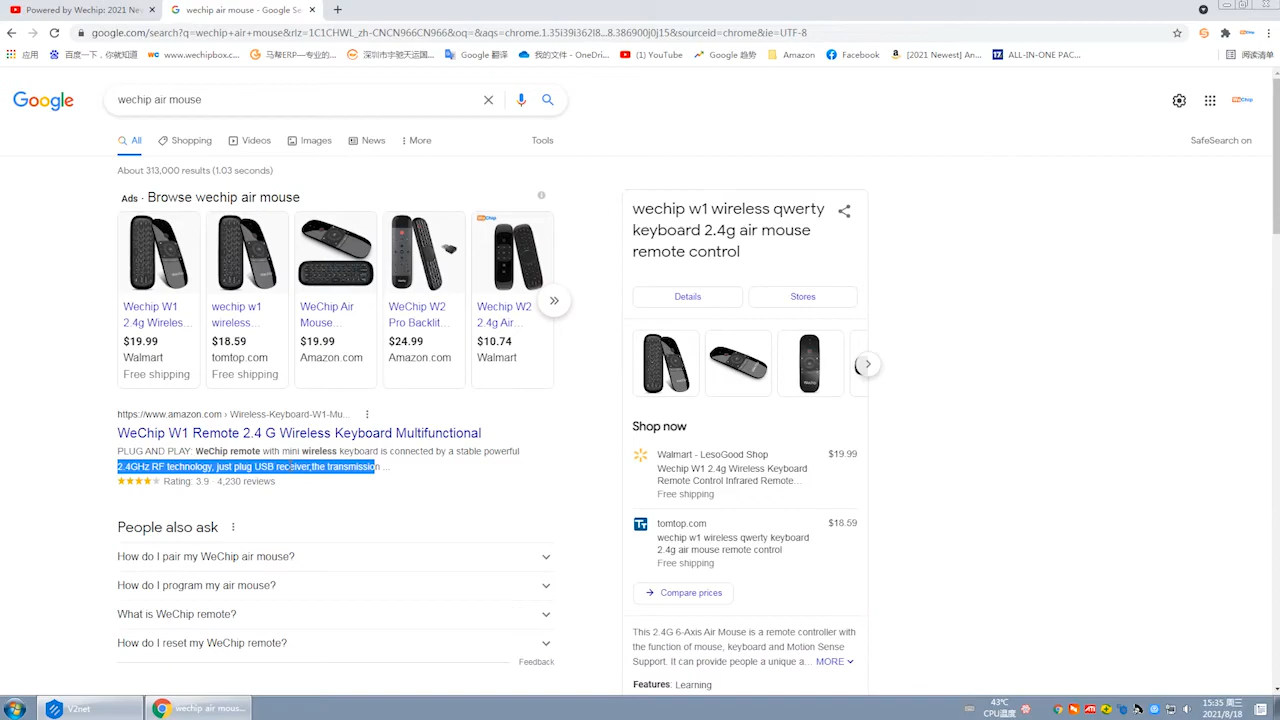 Powered by Wechip: 2021 Ne
wechip air mouse - Google Se
google.com/search?q=wechip+air+mouse&rlz=1C1CHWL_zh-CNCN966CN966&oq=&aqs=chrome.1.35i39i362l8...8.386900j0j15&sourceid=chrome&ie=UTF-8
应用
百度一下，你就知道
www.wechipbox.c...
马帮ERP—专业的...
深圳市宇驰天运国...
Google 翻译
我的文件 - OneDri...
(1) YouTube
Google 趋势
Amazon
Facebook
[2021 Newest] An...
ALL-IN-ONE PAC...
阅读清单
Google
wechip air mouse
WeChip
All
Shopping
Videos
Images
News
More
Tools
SafeSearch on
About 313,000 results (1.03 seconds)
Ads · Browse wechip air mouse
Wechip W1
2.4g Wireles...
$19.99
Walmart
Free shipping
wechip w1
wireless...
$18.59
tomtop.com
Free shipping
WeChip Air
Mouse...
$19.99
Amazon.com
WeChip W2
Pro Backlit...
$24.99
Amazon.com
WeChip
Wechip W2
2.4g Air...
$10.74
Walmart
https://www.amazon.com › Wireless-Keyboard-W1-Mu...
WeChip W1 Remote 2.4 G Wireless Keyboard Multifunctional
PLUG AND PLAY: WeChip remote with mini wireless keyboard is connected by a stable powerful
2.4GHz RF technology, just plug USB receiver,the transmission ...
Rating: 3.9 · 4,230 reviews
People also ask
How do I pair my WeChip air mouse?
How do I program my air mouse?
What is WeChip remote?
How do I reset my WeChip remote?
Feedback
wechip w1 wireless qwerty
keyboard 2.4g air mouse
remote control
Details
Stores
Shop now
Walmart - LesoGood Shop
$19.99
Wechip W1 2.4g Wireless Keyboard
Remote Control Infrared Remote...
Free shipping
tomtop.com
$18.59
wechip w1 wireless qwerty keyboard
2.4g air mouse remote control
Free shipping
Compare prices
This 2.4G 6-Axis Air Mouse is a remote controller with
the function of mouse, keyboard and Motion Sense
Support. It can provide people a unique a... MORE
Features: Learning
V2net
wechip air mous...
43℃
CPU温度
15:35 周三
2021/8/18